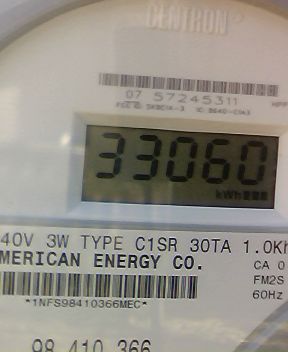 CENTRON®
07 57245311
33060
kWh
40V 3W TYPE C1SR 30TA 1.0Kh
MERICAN ENERGY CO.
CA 0
FM2S
60Hz
*1NFS98410366MEC*
98 410 366